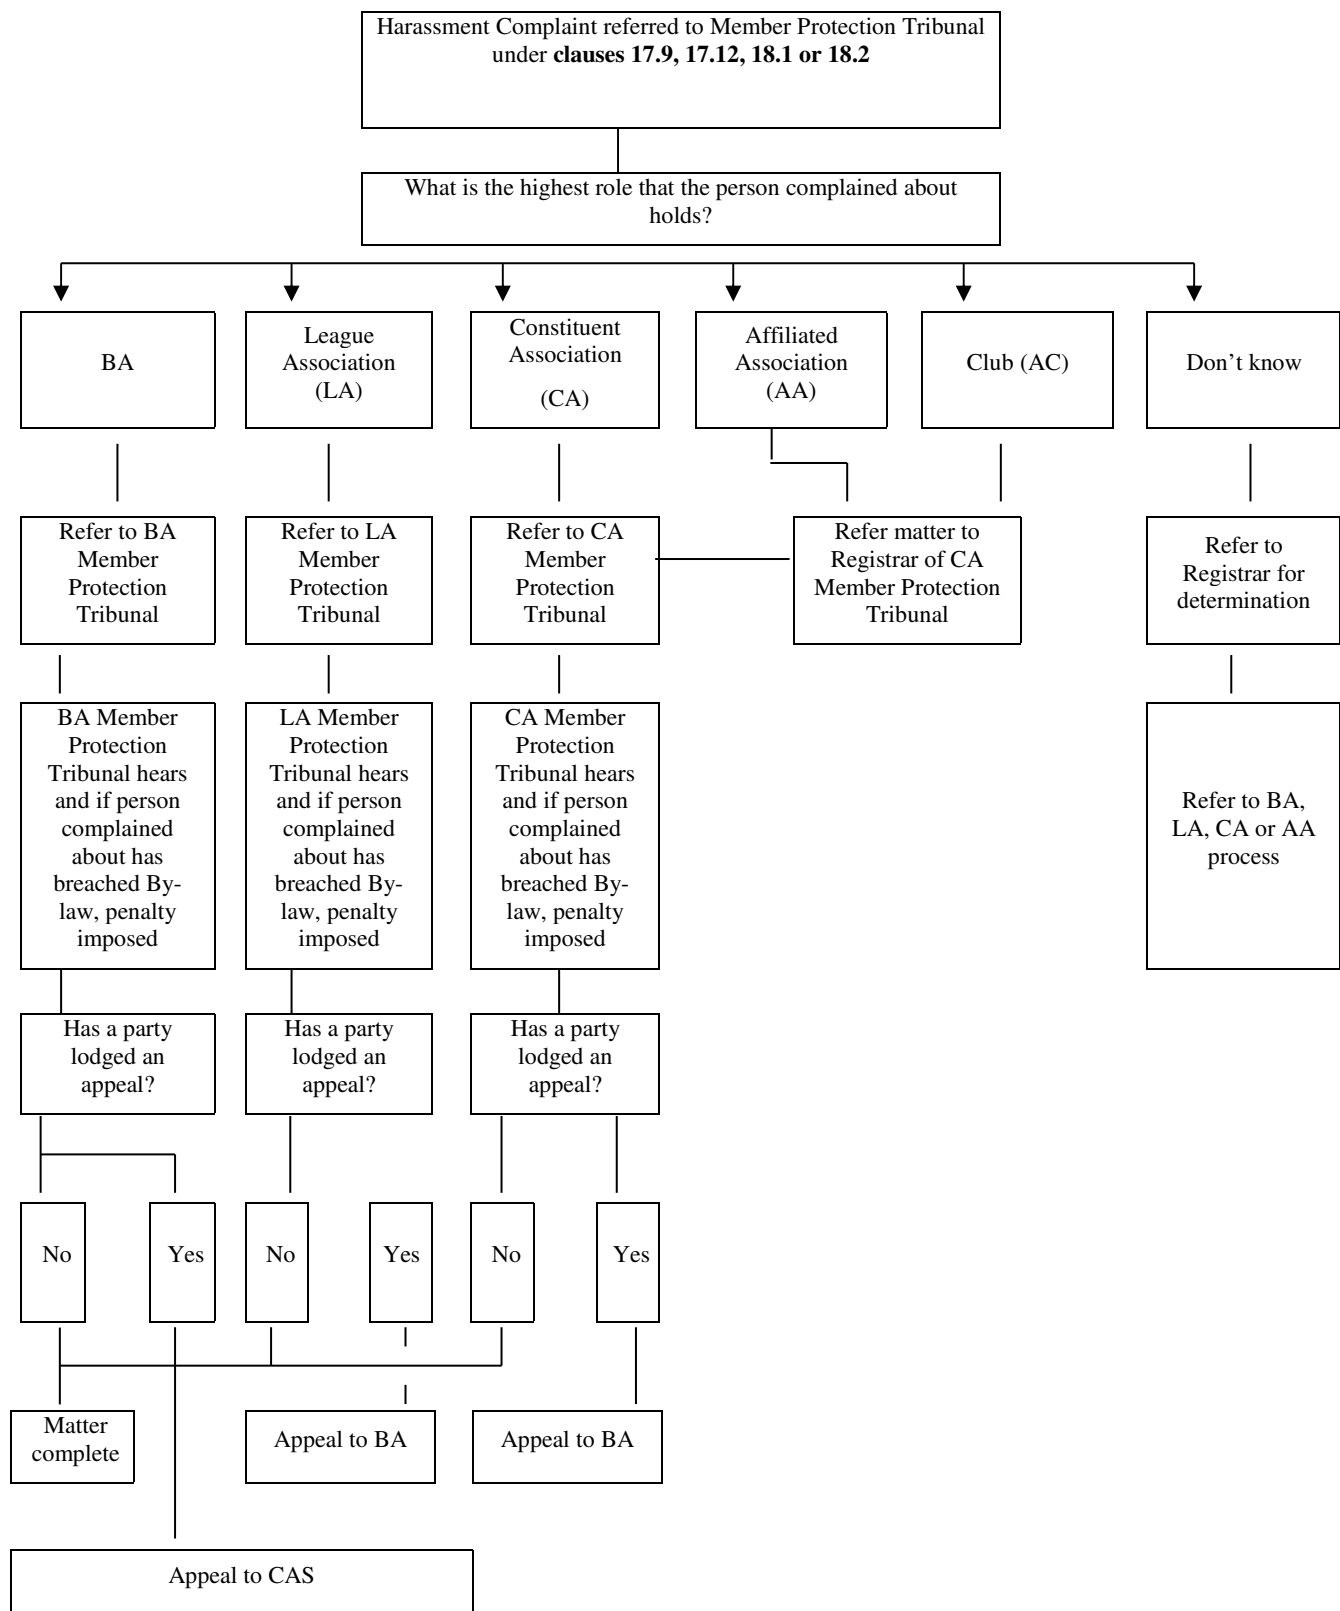 Harassment Complaint referred to Member Protection Tribunal
under clauses 17.9, 17.12, 18.1 or 18.2
What is the highest role that the person complained about
holds?
BA
League
Association
(LA)
Constituent
Association
(CA)
Affiliated
Association
(AA)
Club (AC)
Don't know
Refer to BA
Member
Protection
Tribunal
Refer to LA
Member
Protection
Tribunal
Refer to CA
Member
Protection
Tribunal
Refer matter to
Registrar of CA
Member Protection
Tribunal
Refer to
Registrar for
determination
BA Member
Protection
Tribunal hears
and if person
complained
about has
breached By-
law, penalty
imposed
LA Member
Protection
Tribunal hears
and if person
complained
about has
breached By-
law, penalty
imposed
CA Member
Protection
Tribunal hears
and if person
complained
about has
breached By-
law, penalty
imposed
Refer to BA,
LA, CA or AA
process
Has a party
lodged an
appeal?
Has a party
lodged an
appeal?
Has a party
lodged an
appeal?
No
Yes
No
Yes
No
Yes
Matter
complete
Appeal to BA
Appeal to BA
Appeal to CAS